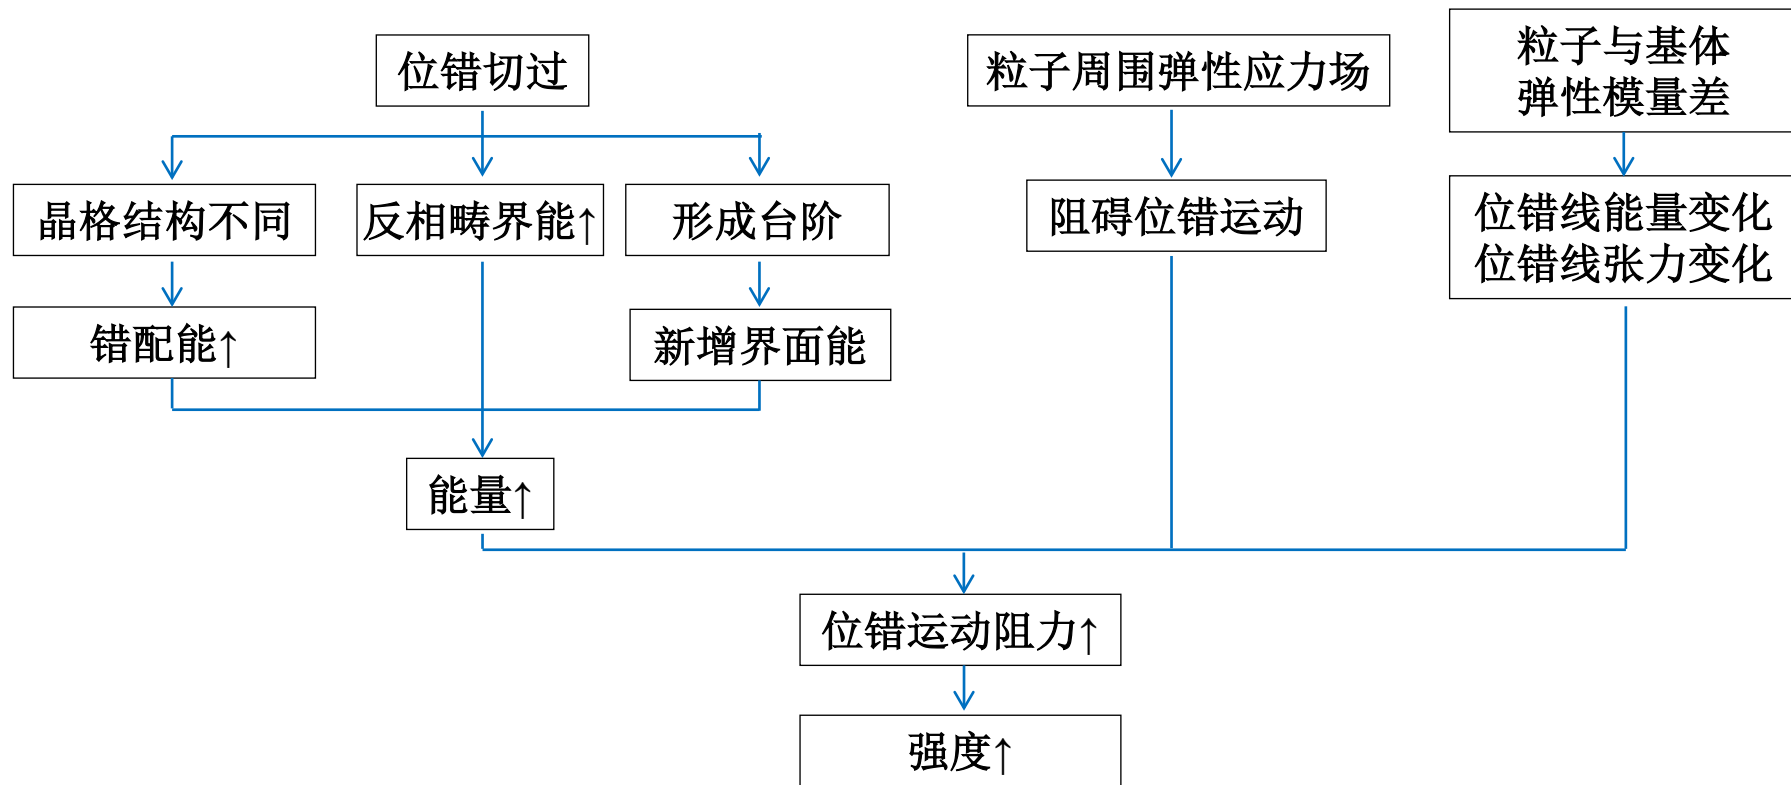 位错切过
粒子周围弹性应力场
粒子与基体
弹性模量差
晶格结构不同
反相畴界能↑
形成台阶
阻碍位错运动
位错线能量变化
位错线张力变化
错配能↑
新增界面能
能量↑
位错运动阻力↑
强度↑